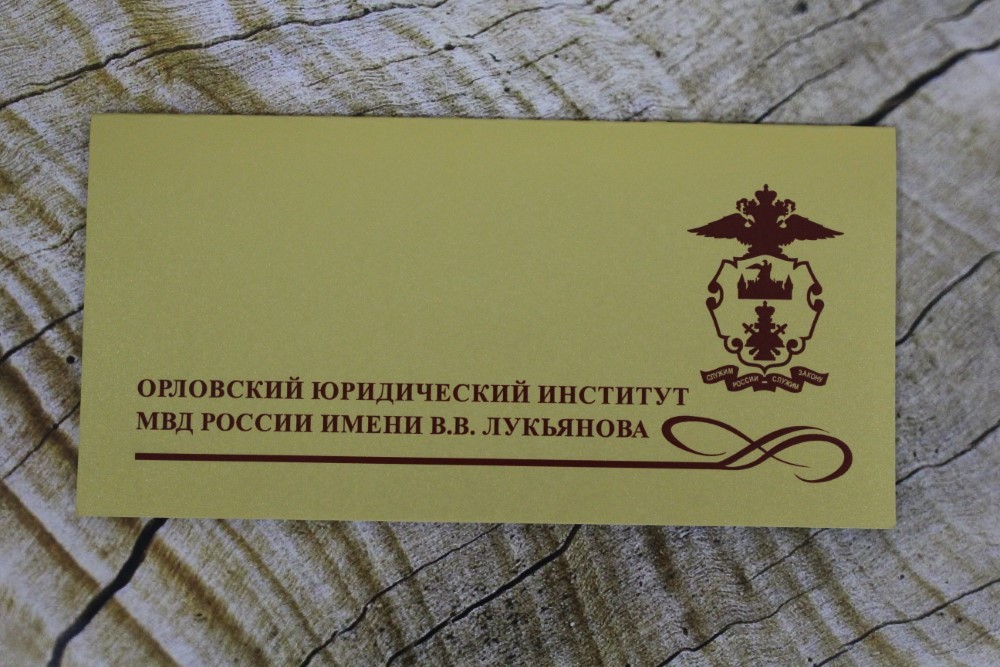 СЛУЖИМ РОССИИ - СЛУЖИМ ЗАКОНУ
ОРЛОВСКИЙ ЮРИДИЧЕСКИЙ ИНСТИТУТ
МВД РОССИИ ИМЕНИ В.В. ЛУКЬЯНОВА